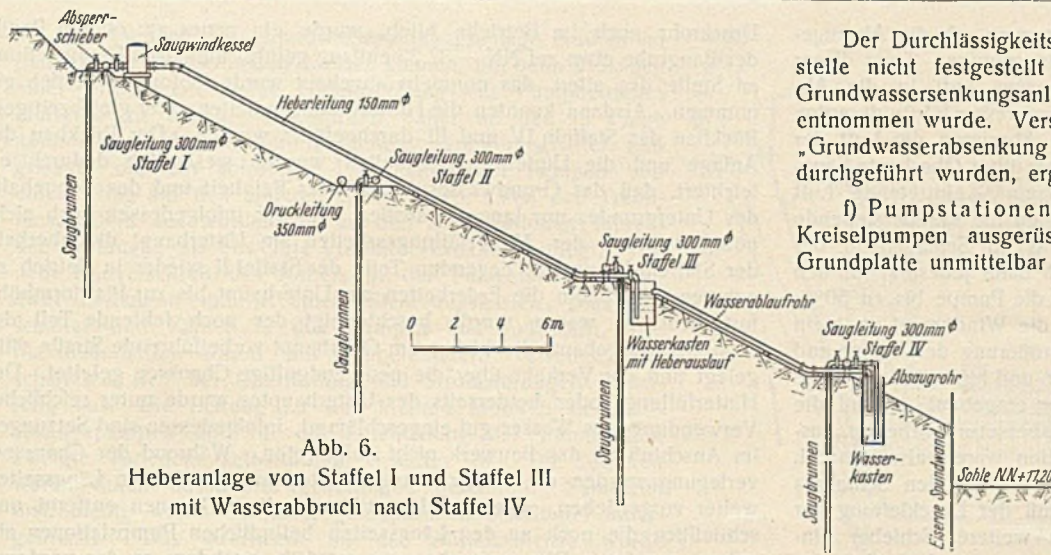 Absperr-
schieber
Saugwindkessel
Heberleitung 150mm ⌀
Saugleitung 300mm ⌀
Staffel I
Saugleitung 300mm ⌀
Staffel II
Druckleitung
350mm ⌀
Saugbrunnen
Saugbrunnen
Saugleitung 300mm ⌀
Staffel III
Wasserablaufrohr
0 2 4 6m
Wasserkasten
mit Heberauslauf
Saugleitung 300mm ⌀
Staffel IV
Absaugrohr
Saugbrunnen
Saugbrunnen
Wasser-
kasten
Eiserne Spundwand
Sohle N.N.+17,20
Abb. 6.
Heberanlage von Staffel I und Staffel III
mit Wasserabbruch nach Staffel IV.
Der Durchlässigkeits
stelle nicht festgestellt
Grundwassersenkungsanl
entnommen wurde. Vers
„Grundwasserabsenkung
durchgeführt wurden, erg
f) Pumpstationen
Kreiselpumpen ausgerüs
Grundplatte unmittelbar